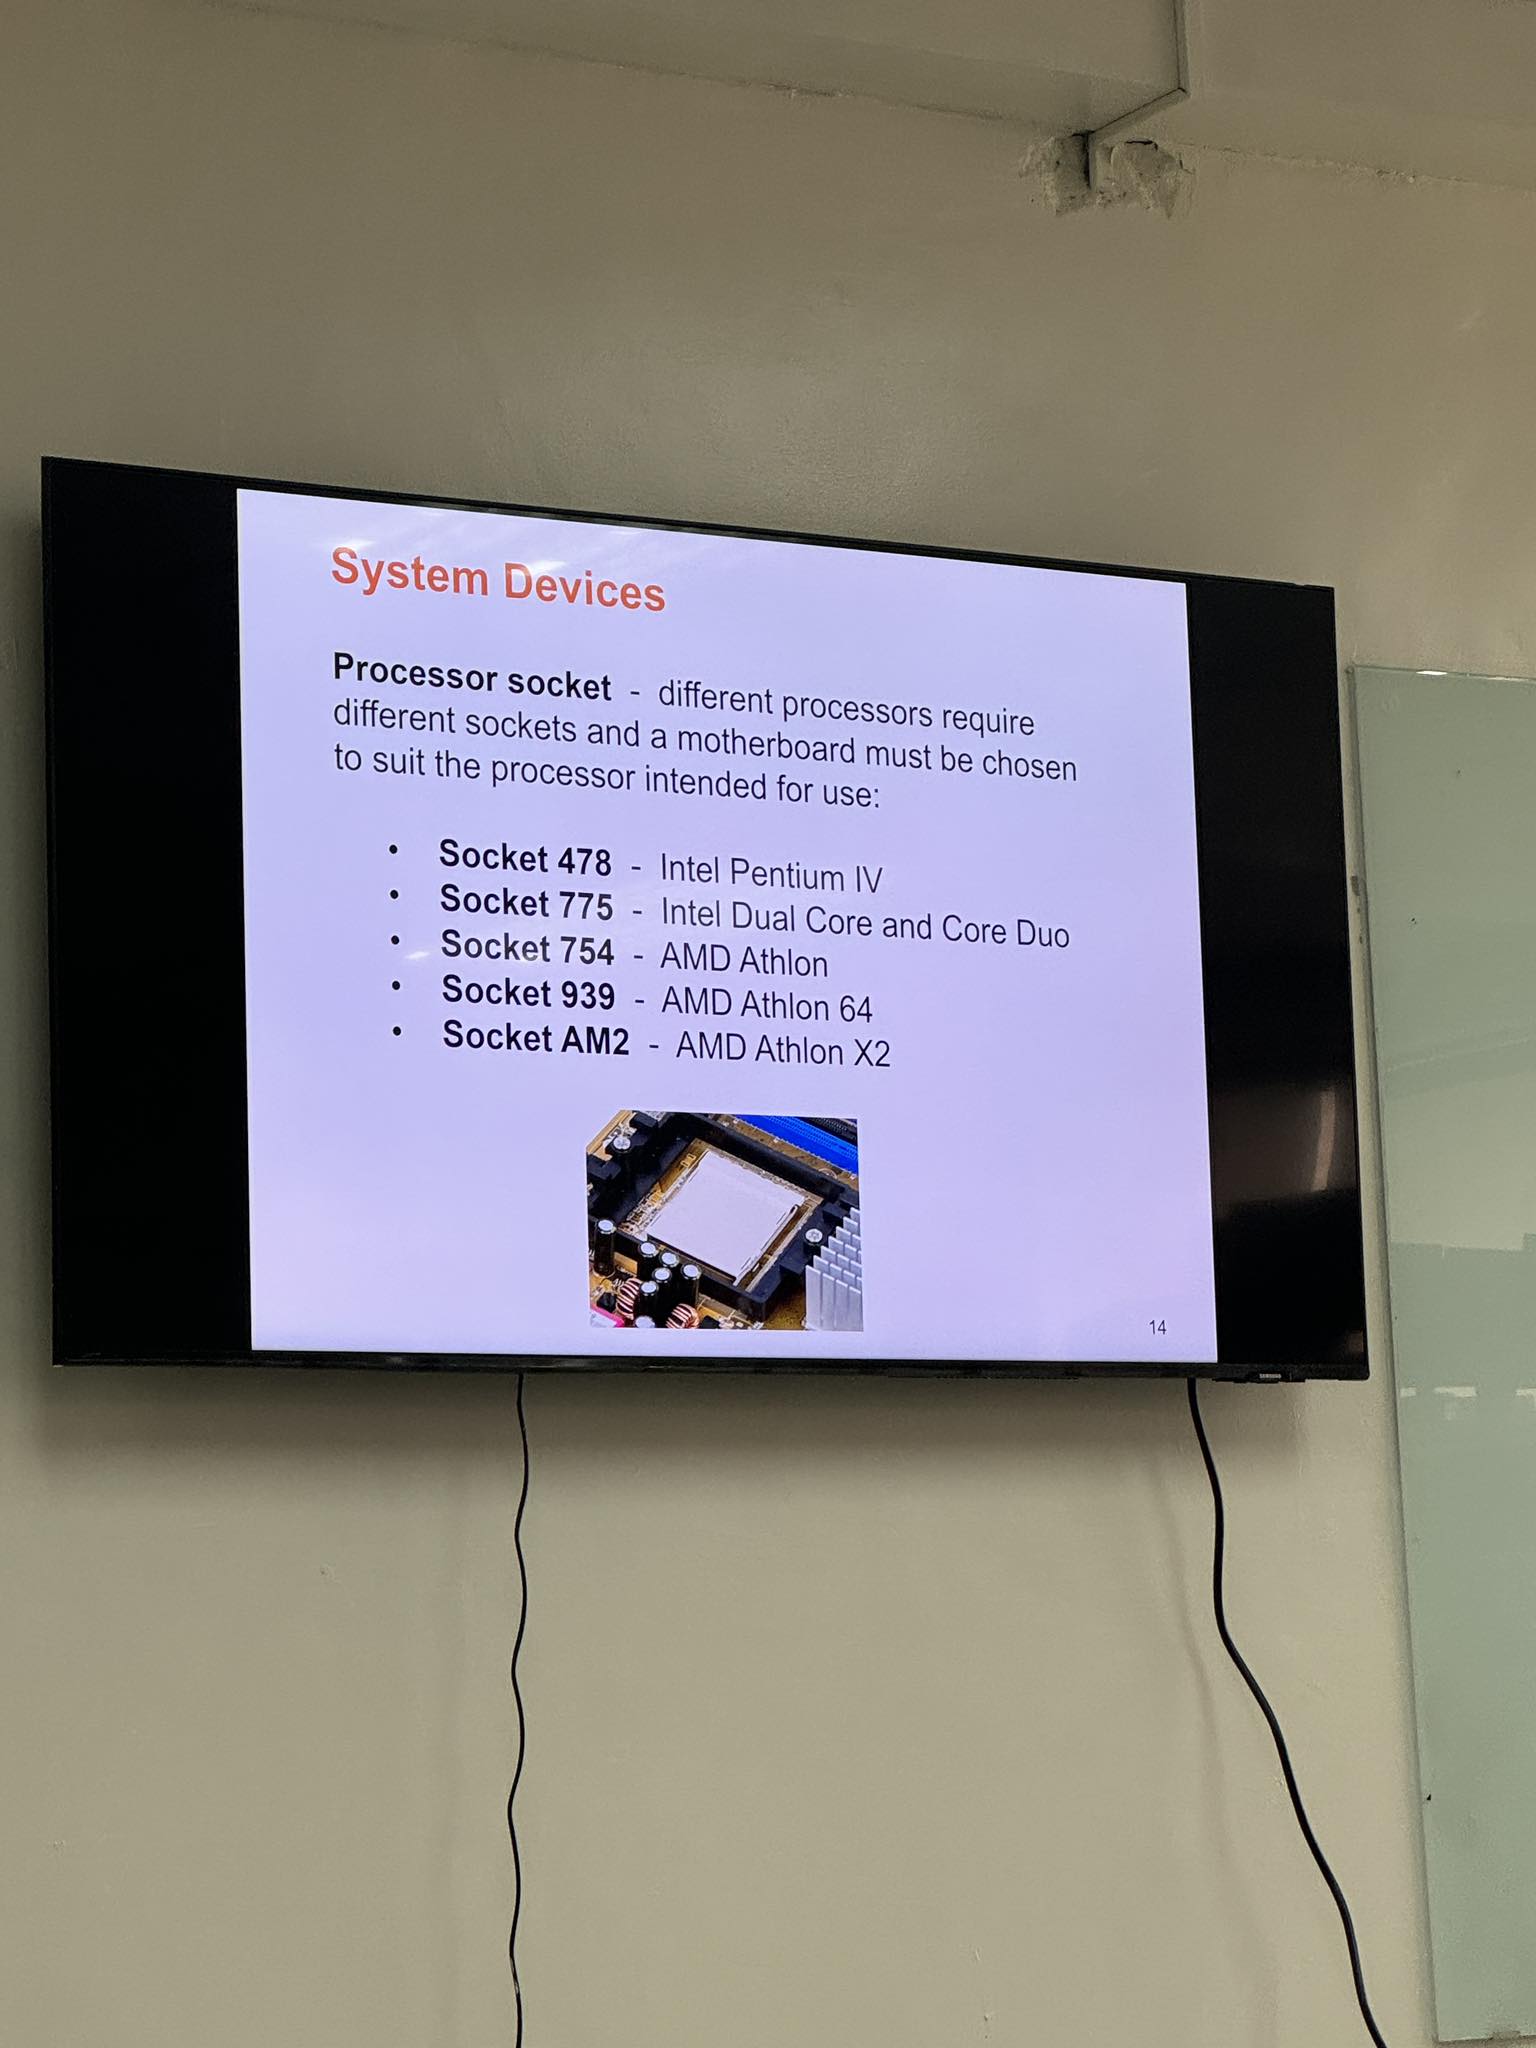 System Devices
Processor socket - different processors require
different sockets and a motherboard must be chosen
to suit the processor intended for use:
• Socket 478 - Intel Pentium IV
• Socket 775 - Intel Dual Core and Core Duo
• Socket 754 - AMD Athlon
• Socket 939 - AMD Athlon 64
• Socket AM2 - AMD Athlon X2
14
SAMSUNG